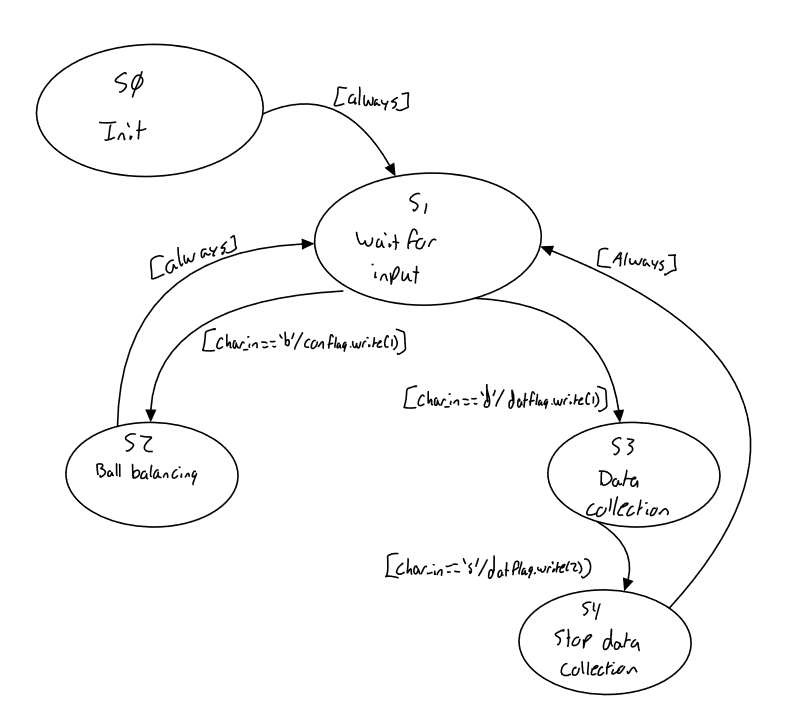 S0
Init
[always]
S1
wait for
input
[always]
[Always]
[char_in=='b'/conflag.write(1)]
[char_in=='d'/datflag.write(1)]
S2
Ball balancing
S3
Data
collection
[char_in=='s'/datflag.write(2)]
S4
Stop data
collection